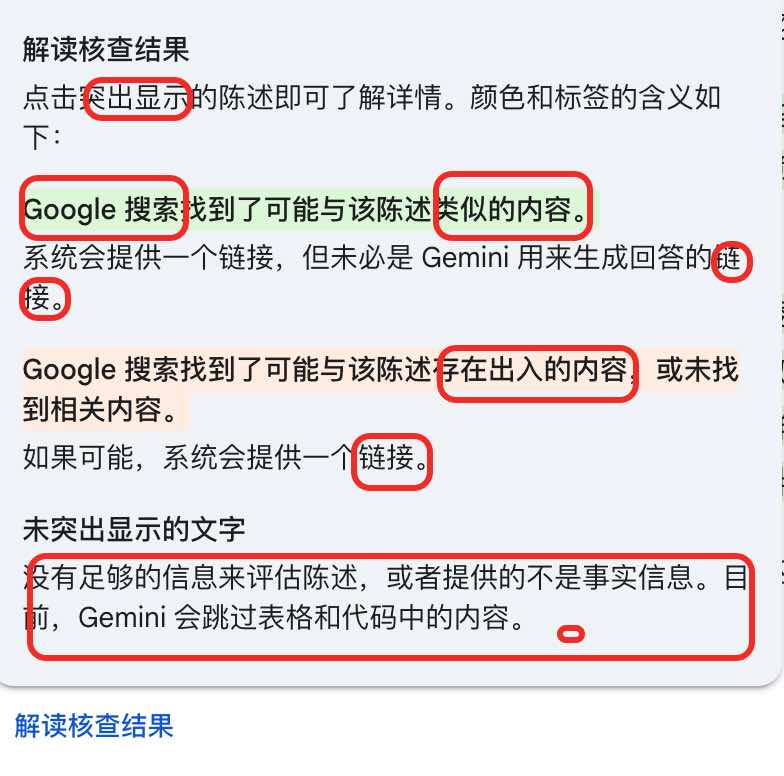 解读核查结果
点击突出显示的陈述即可了解详情。颜色和标签的含义如
下：
Google 搜索找到了可能与该陈述类似的内容。
系统会提供一个链接，但未必是 Gemini 用来生成回答的链
接。
Google 搜索找到了可能与该陈述存在出入的内容，或未找
到相关内容。
如果可能，系统会提供一个链接。
未突出显示的文字
没有足够的信息来评估陈述，或者提供的不是事实信息。目
前，Gemini 会跳过表格和代码中的内容。
解读核查结果